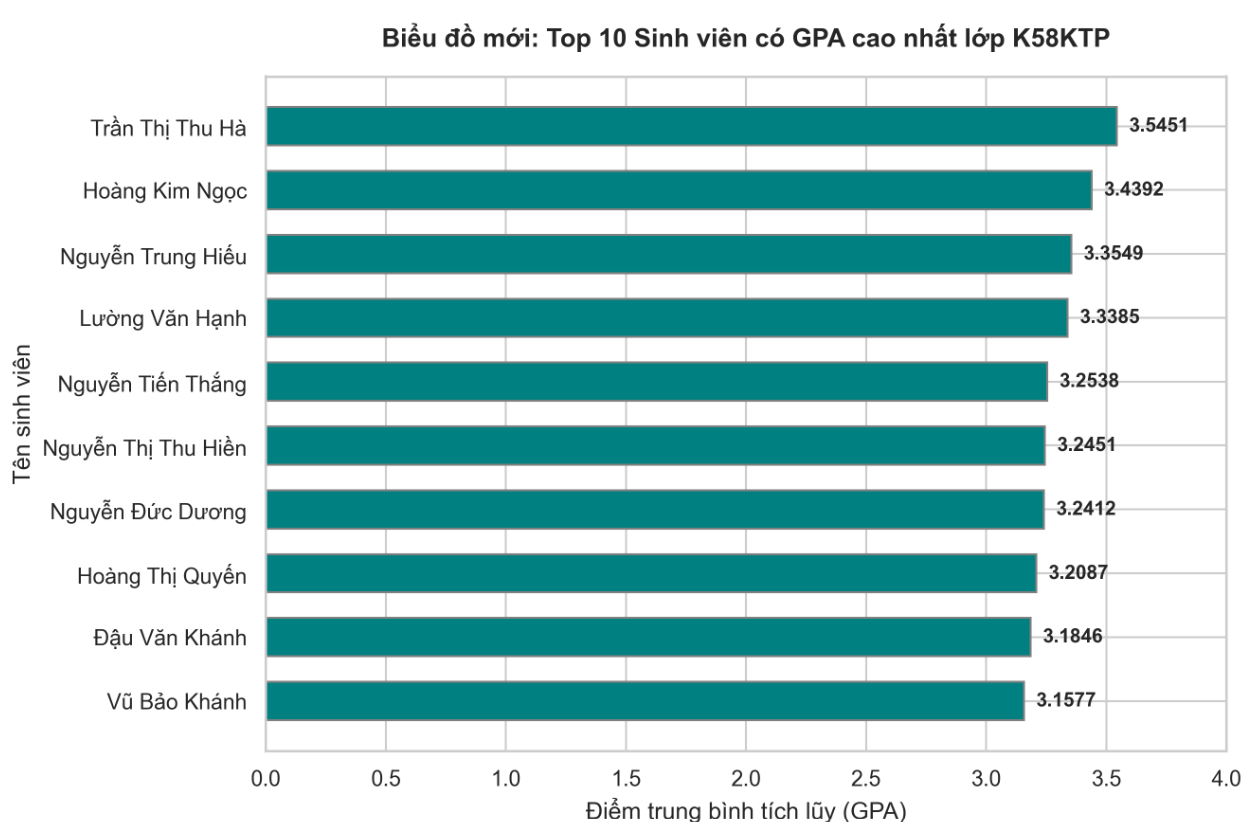 Biểu đồ mới: Top 10 Sinh viên có GPA cao nhất lớp K58KTP
Tên sinh viên
Trần Thị Thu Hà 3.5451
Hoàng Kim Ngọc 3.4392
Nguyễn Trung Hiếu 3.3549
Lường Văn Hạnh 3.3385
Nguyễn Tiến Thắng 3.2538
Nguyễn Thị Thu Hiền 3.2451
Nguyễn Đức Dương 3.2412
Hoàng Thị Quyến 3.2087
Đậu Văn Khánh 3.1846
Vũ Bảo Khánh 3.1577
0.0 0.5 1.0 1.5 2.0 2.5 3.0 3.5 4.0
Điểm trung bình tích lũy (GPA)